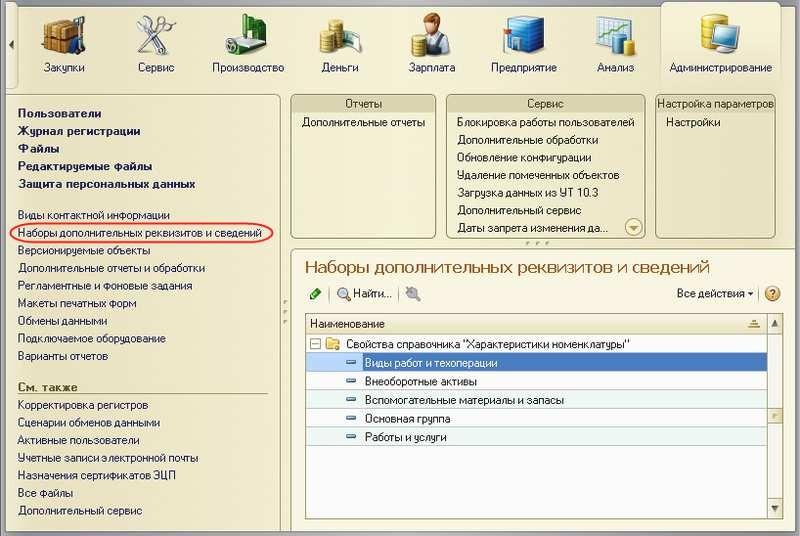 Закупки
Сервис
Производство
Деньги
Зарплата
Предприятие
Анализ
Администрирование
Пользователи
Журнал регистрации
Файлы
Редактируемые файлы
Защита персональных данных
Виды контактной информации
Наборы дополнительных реквизитов и сведений
Версионируемые объекты
Дополнительные отчеты и обработки
Регламентные и фоновые задания
Макеты печатных форм
Обмены данными
Подключаемое оборудование
Варианты отчетов
См. также
Корректировка регистров
Сценарии обменов данными
Активные пользователи
Учетные записи электронной почты
Назначения сертификатов ЭЦП
Все файлы
Дополнительный сервис
Отчеты
Дополнительные отчеты
Сервис
Блокировка работы пользователей
Дополнительные обработки
Обновление конфигурации
Удаление помеченных объектов
Загрузка данных из УТ 10.3
Дополнительный сервис
Даты запрета изменения да...
Настройка параметров
Настройки
Наборы дополнительных реквизитов и сведений
Найти...
Все действия
Наименование
Свойства справочника "Характеристики номенклатуры"
Виды работ и техоперации
Внеоборотные активы
Вспомогательные материалы и запасы
Основная группа
Работы и услуги